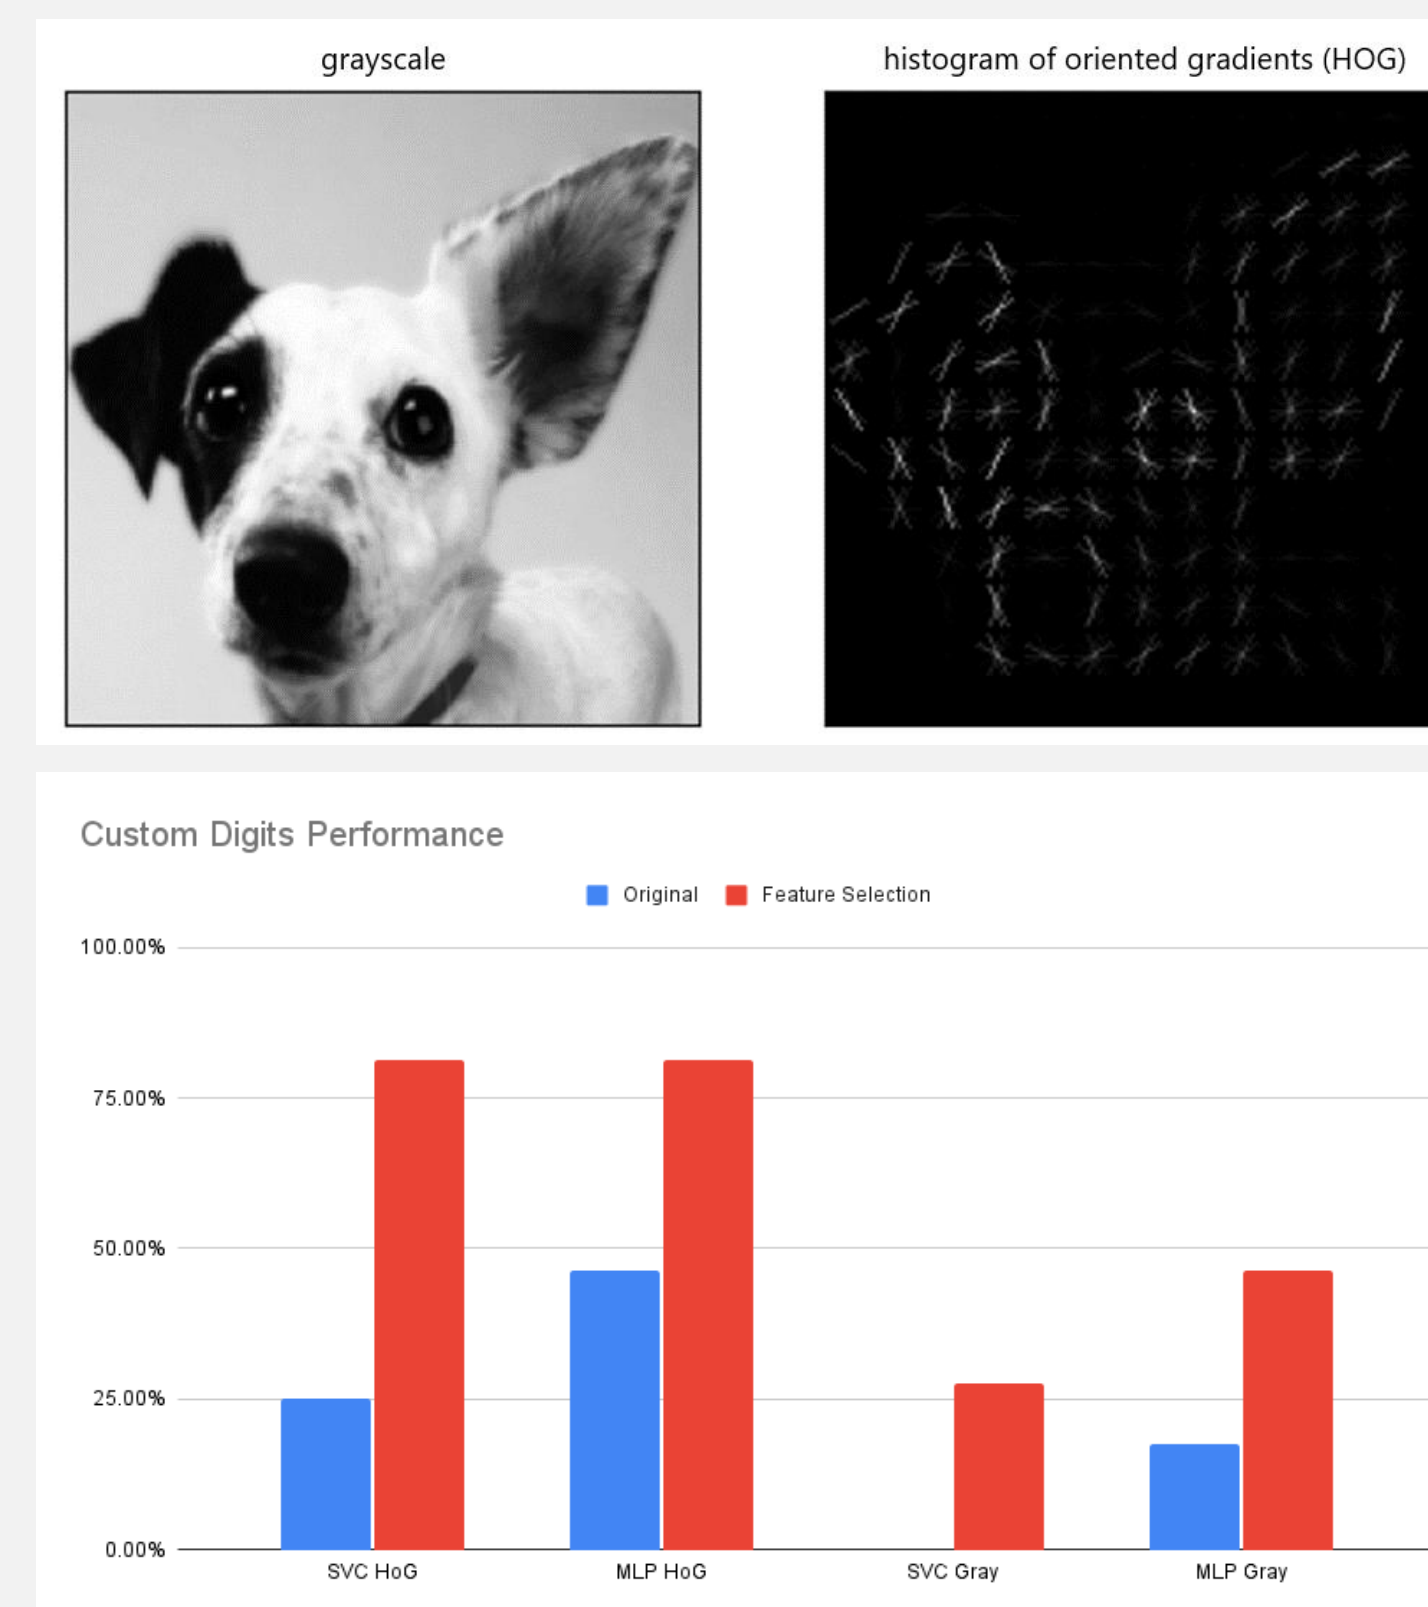 grayscale
histogram of oriented gradients (HOG)
Custom Digits Performance
Original Feature Selection
100.00%
75.00%
50.00%
25.00%
0.00%
SVC HoG MLP HoG SVC Gray MLP Gray